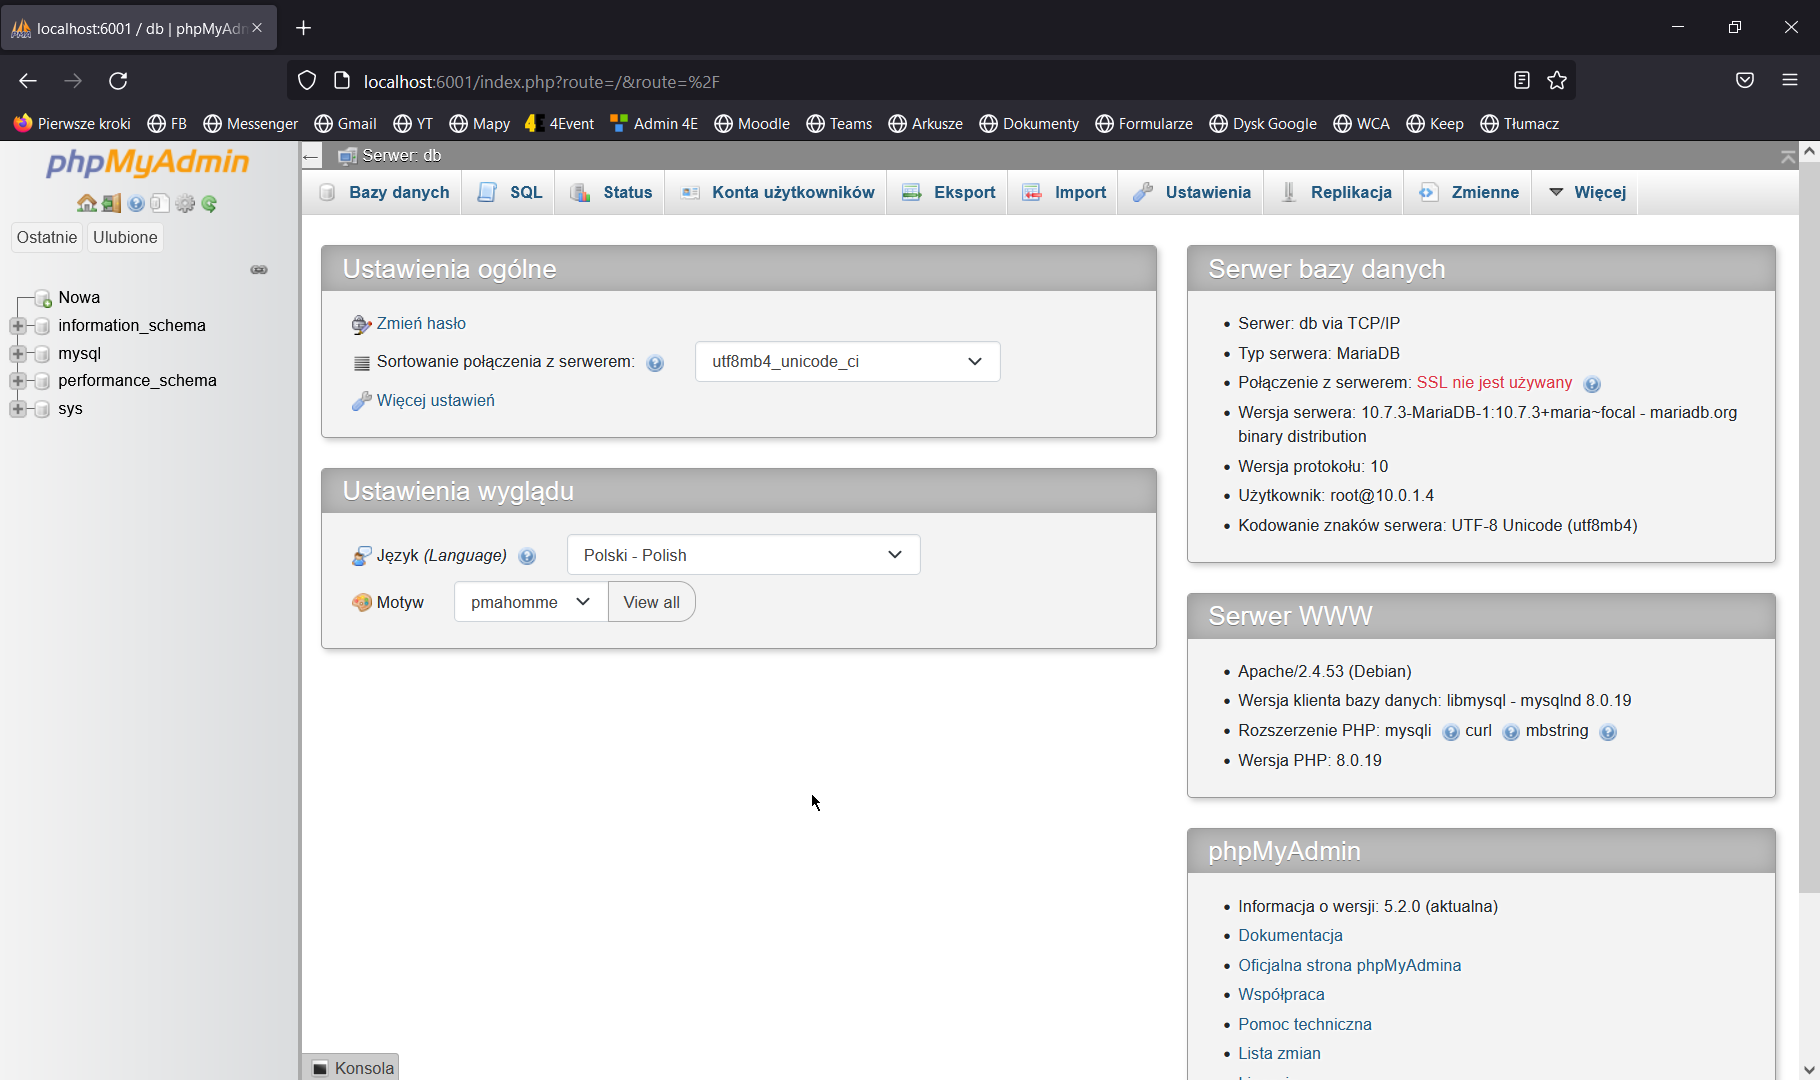 localhost:6001 / db | phpMyAdn
localhost:6001/index.php?route=/&route=%2F
Pierwsze kroki FB Messenger Gmail YT Mapy 4Event Admin 4E Moodle Teams Arkusze Dokumenty Formularze Dysk Google WCA Keep Tłumacz
phpMyAdmin
Ostatnie Ulubione
Nowa
information_schema
mysql
performance_schema
sys
Serwer: db
Bazy danych SQL Status Konta użytkowników Eksport Import Ustawienia Replikacja Zmienne Więcej
Ustawienia ogólne
Zmień hasło
Sortowanie połączenia z serwerem: utf8mb4_unicode_ci
Więcej ustawień
Ustawienia wyglądu
Język (Language) Polski - Polish
Motyw pmahomme View all
Serwer bazy danych
Serwer: db via TCP/IP
Typ serwera: MariaDB
Połączenie z serwerem: SSL nie jest używany
Wersja serwera: 10.7.3-MariaDB-1:10.7.3+maria~focal - mariadb.org
binary distribution
Wersja protokołu: 10
Użytkownik: root@10.0.1.4
Kodowanie znaków serwera: UTF-8 Unicode (utf8mb4)
Serwer WWW
Apache/2.4.53 (Debian)
Wersja klienta bazy danych: libmysql - mysqlnd 8.0.19
Rozszerzenie PHP: mysqli curl mbstring
Wersja PHP: 8.0.19
phpMyAdmin
Informacja o wersji: 5.2.0 (aktualna)
Dokumentacja
Oficjalna strona phpMyAdmina
Współpraca
Pomoc techniczna
Lista zmian
Konsola